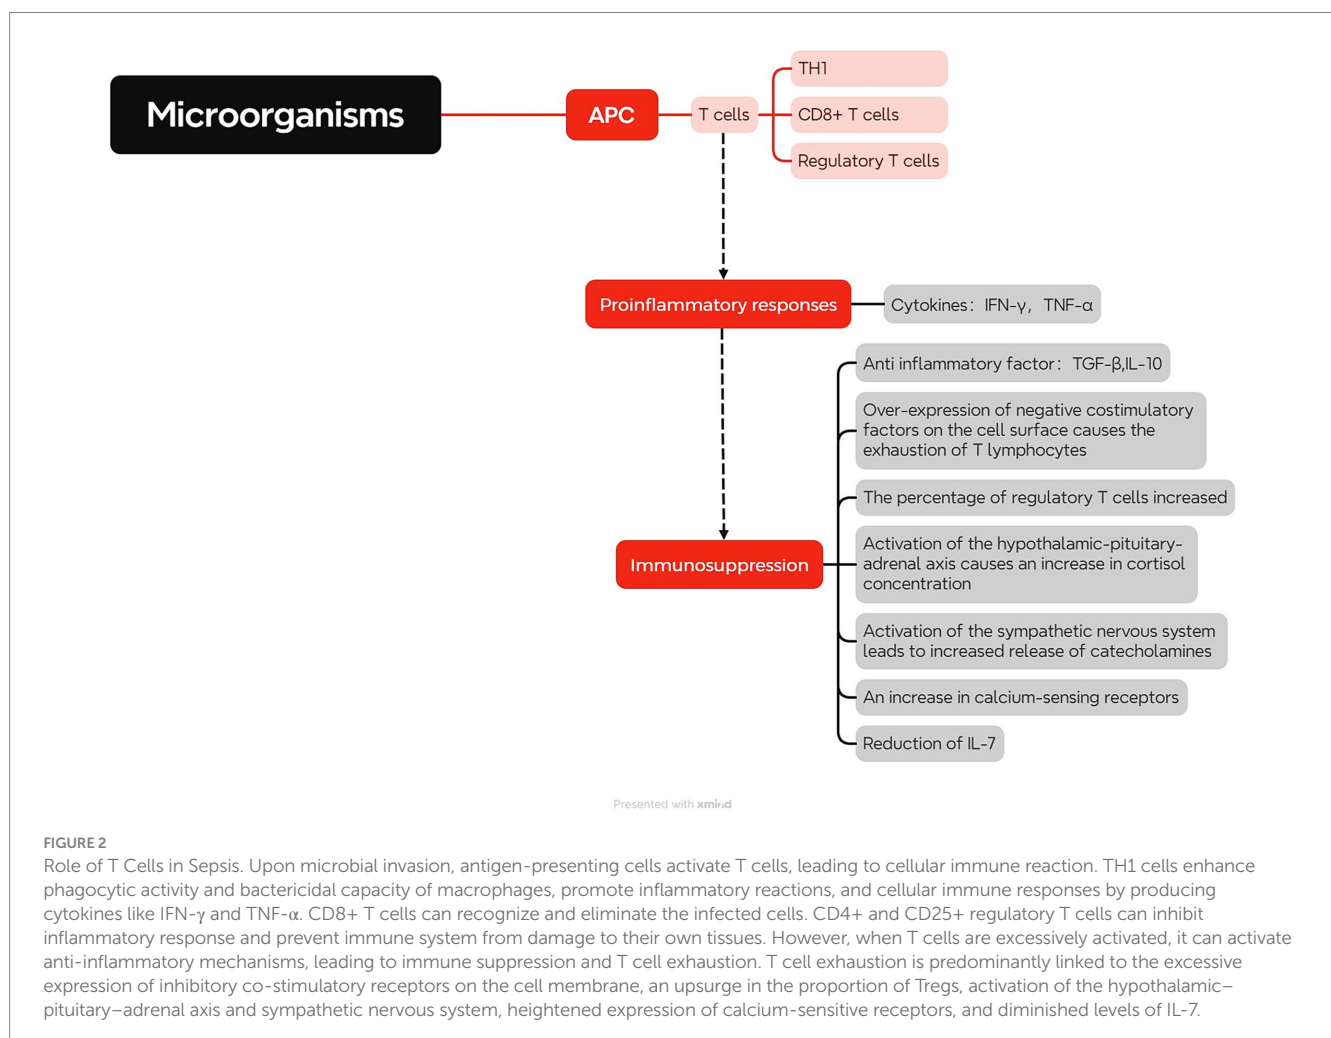 Microorganisms
APC
T cells
TH1
CD8+ T cells
Regulatory T cells
Proinflammatory responses
Cytokines： IFN-γ， TNF-α
Immunosuppression
Anti inflammatory factor： TGF-β,IL-10
Over-expression of negative costimulatory
factors on the cell surface causes the
exhaustion of T lymphocytes
The percentage of regulatory T cells increased
Activation of the hypothalamic-pituitary-
adrenal axis causes an increase in cortisol
concentration
Activation of the sympathetic nervous system
leads to increased release of catecholamines
An increase in calcium-sensing receptors
Reduction of IL-7
Presented with xmind
FIGURE 2
Role of T Cells in Sepsis. Upon microbial invasion, antigen-presenting cells activate T cells, leading to cellular immune reaction. TH1 cells enhance
phagocytic activity and bactericidal capacity of macrophages, promote inflammatory reactions, and cellular immune responses by producing
cytokines like IFN-γ and TNF-α. CD8+ T cells can recognize and eliminate the infected cells. CD4+ and CD25+ regulatory T cells can inhibit
inflammatory response and prevent immune system from damage to their own tissues. However, when T cells are excessively activated, it can activate
anti-inflammatory mechanisms, leading to immune suppression and T cell exhaustion. T cell exhaustion is predominantly linked to the excessive
expression of inhibitory co-stimulatory receptors on the cell membrane, an upsurge in the proportion of Tregs, activation of the hypothalamic–
pituitary–adrenal axis and sympathetic nervous system, heightened expression of calcium-sensitive receptors, and diminished levels of IL-7.